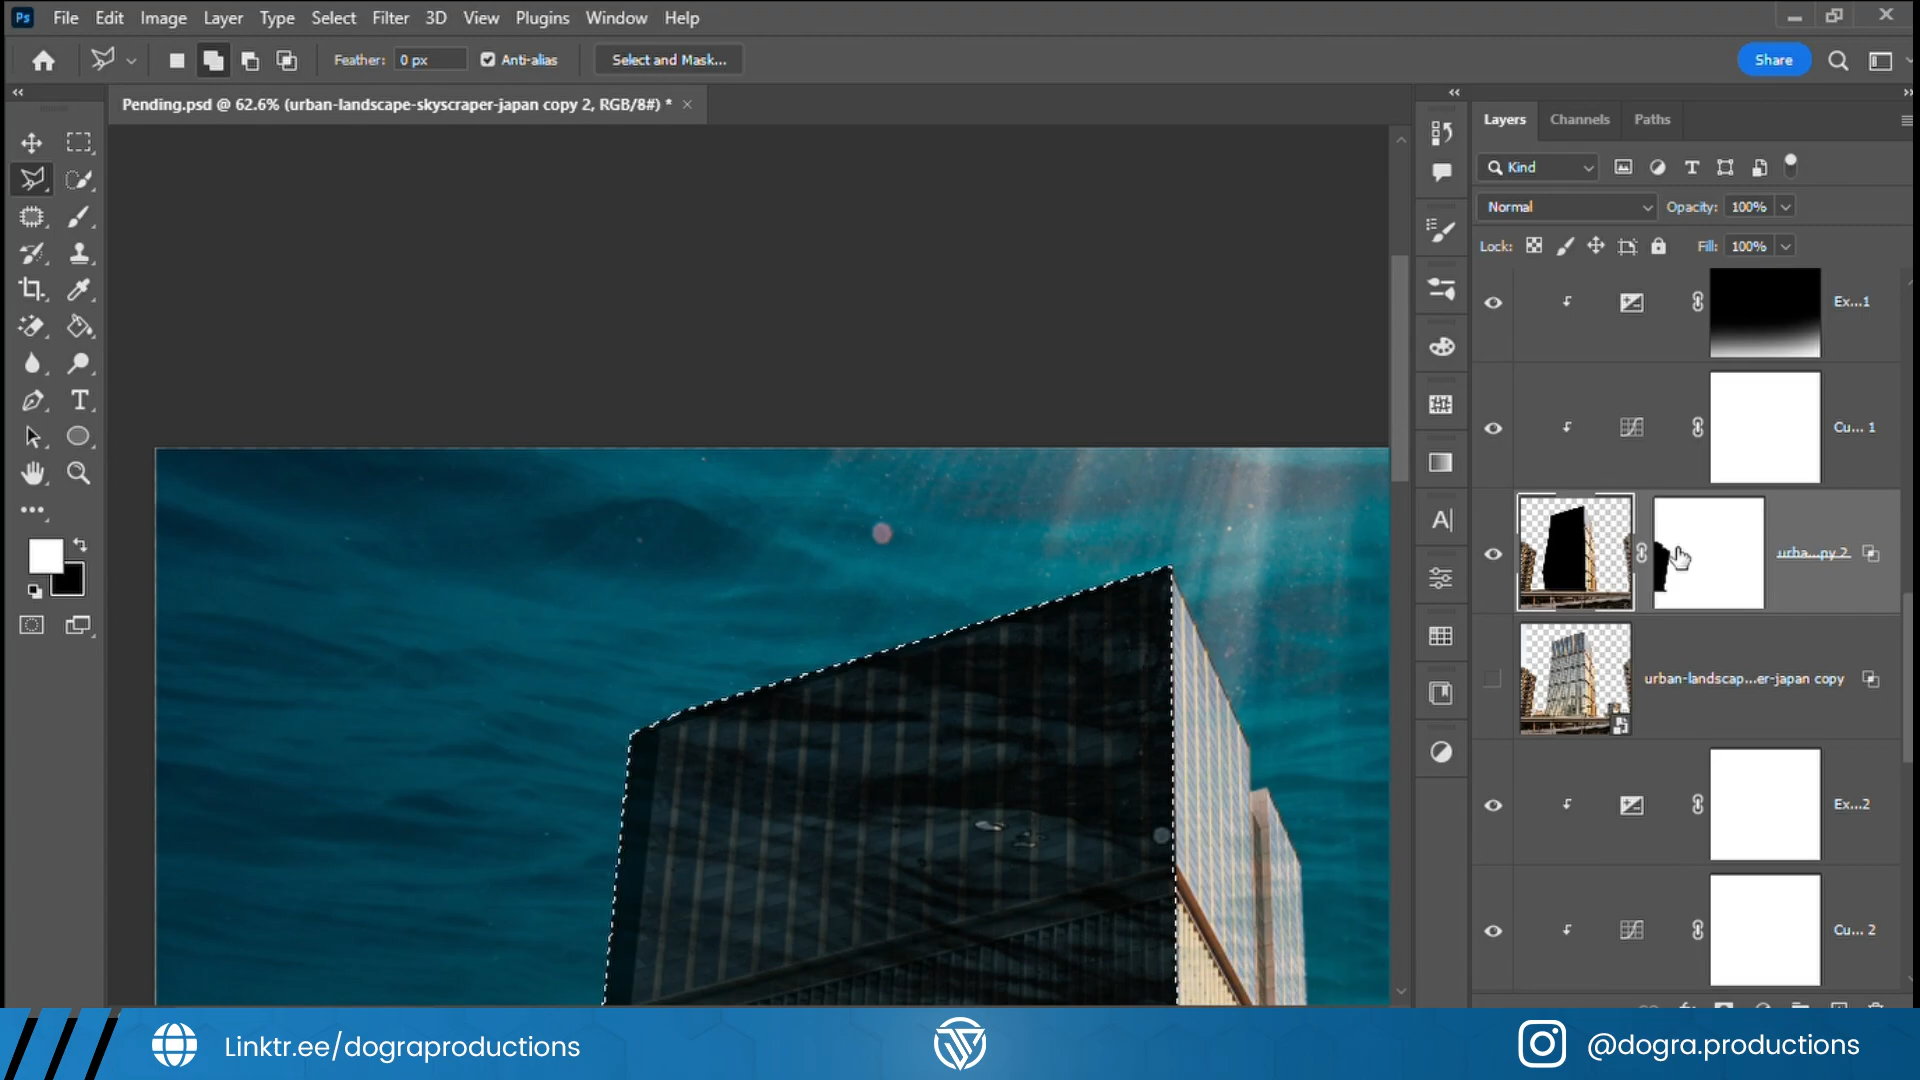 Ps File Edit Image Layer Type Select Filter 3D View Plugins Window Help
Feather: 0 px Anti-alias Select and Mask... Share
Pending.psd @ 62.6% (urban-landscape-skyscraper-japan copy 2, RGB/8#) * ×
Layers Channels Paths
Kind
Normal Opacity: 100%
Lock: Fill: 100%
Ex...1
Cu... 1
urba...py 2
urban-landscap...er-japan copy
Ex...2
Cu... 2
Linktr.ee/dograproductions
@dogra.productions